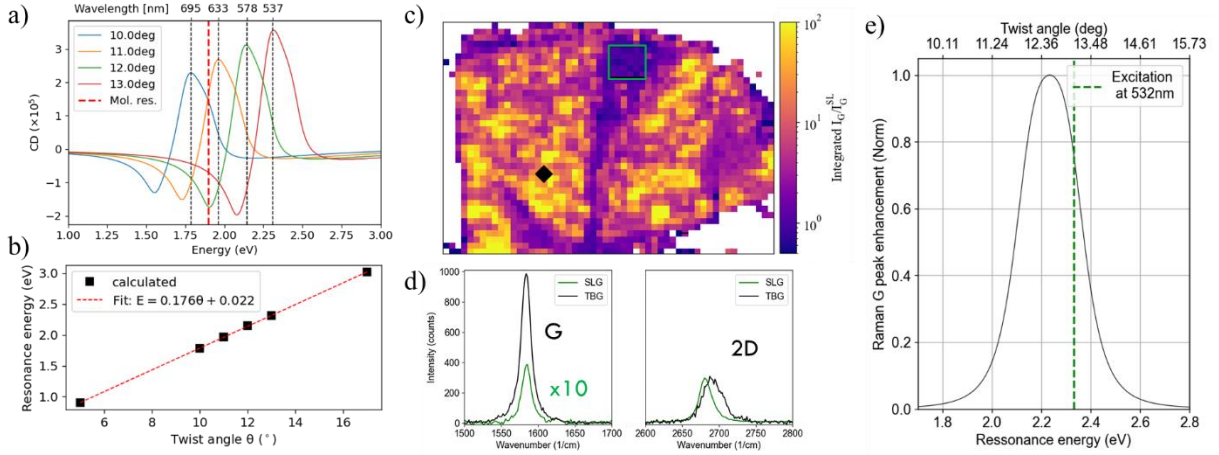 a)
Wavelength [nm] 695 633 578 537
CD (×10⁵)
3
2
1
0
−1
−2
10.0deg
11.0deg
12.0deg
13.0deg
Mol. res.
1.00 1.25 1.50 1.75 2.00 2.25 2.50 2.75 3.00
Energy (eV)
b)
Resonance energy (eV)
3.0
2.5
2.0
1.5
1.0
calculated
Fit: E = 0.176θ + 0.022
6 8 10 12 14 16
Twist angle θ (°)
c)
10²
10¹
10⁰
Integrated I_G/I_G^SL
d)
Intensity (counts)
1000
800
600
400
200
0
SLG
TBG
G
x10
1500 1600 1700
Wavenumber (1/cm)
SLG
TBG
2D
2600 2700 2800 2800
Wavenumber (1/cm)
e)
Twist angle (deg)
10.11 11.24 12.36 13.48 14.61 15.73
Raman G peak enhancement (Norm)
1.0
0.8
0.6
0.4
0.2
0.0
Excitation
at 532nm
2.0 2.2 2.4 2.6 2.8
Ressonance energy (eV)